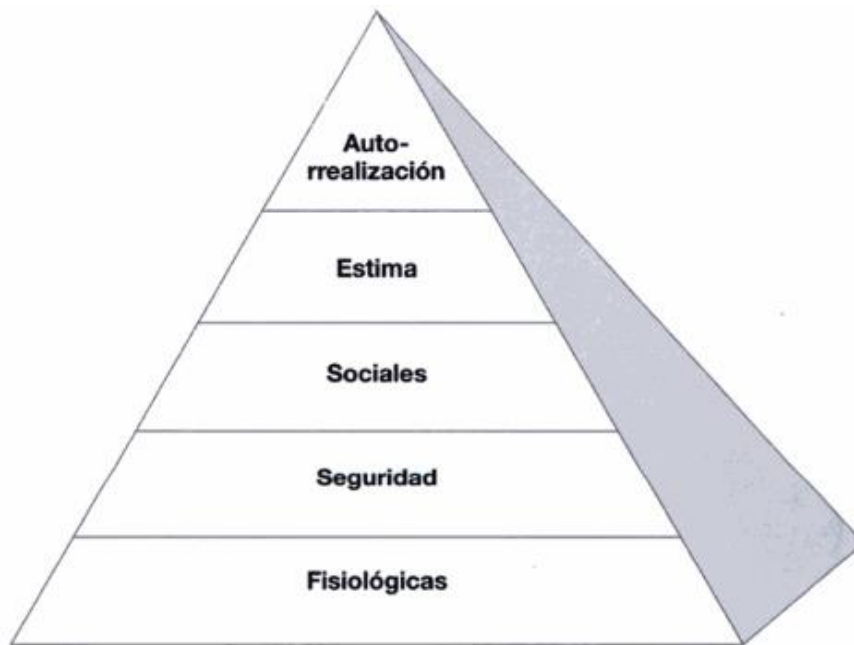 Auto-
rrealización
Estima
Sociales
Seguridad
Fisiológicas